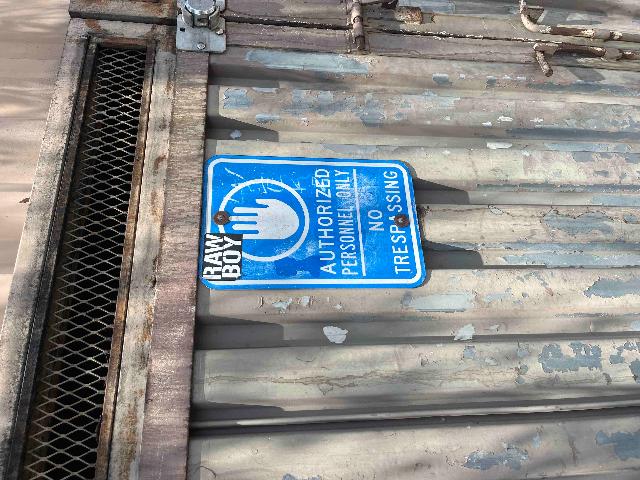 RAW
BOY
AUTHORIZED
PERSONNEL ONLY
NO
TRESPASSING